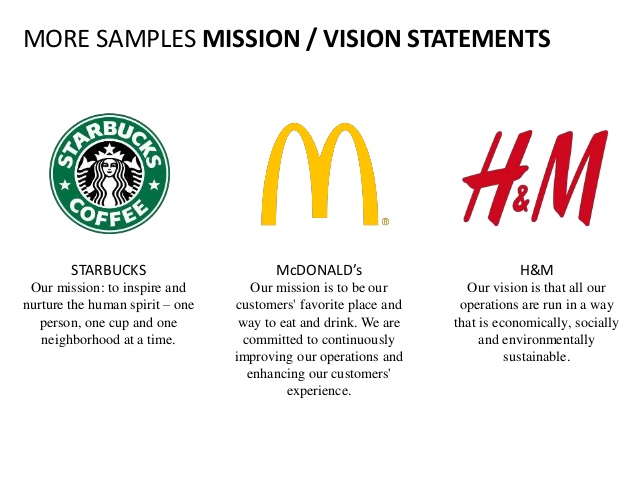 MORE SAMPLES MISSION / VISION STATEMENTS
STARBUCKS
COFFEE
®
H&M
STARBUCKS
Our mission: to inspire and
nurture the human spirit – one
person, one cup and one
neighborhood at a time.
McDONALD’s
Our mission is to be our
customers' favorite place and
way to eat and drink. We are
committed to continuously
improving our operations and
enhancing our customers'
experience.
H&M
Our vision is that all our
operations are run in a way
that is economically, socially
and environmentally
sustainable.